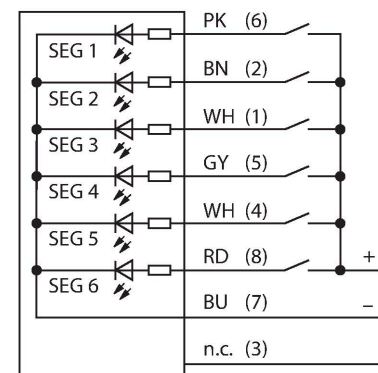 PK (6)
SEG 1
BN (2)
SEG 2
WH (1)
SEG 3
GY (5)
SEG 4
WH (4)
SEG 5
RD (8)
+
SEG 6
BU (7)
–
n.c. (3)